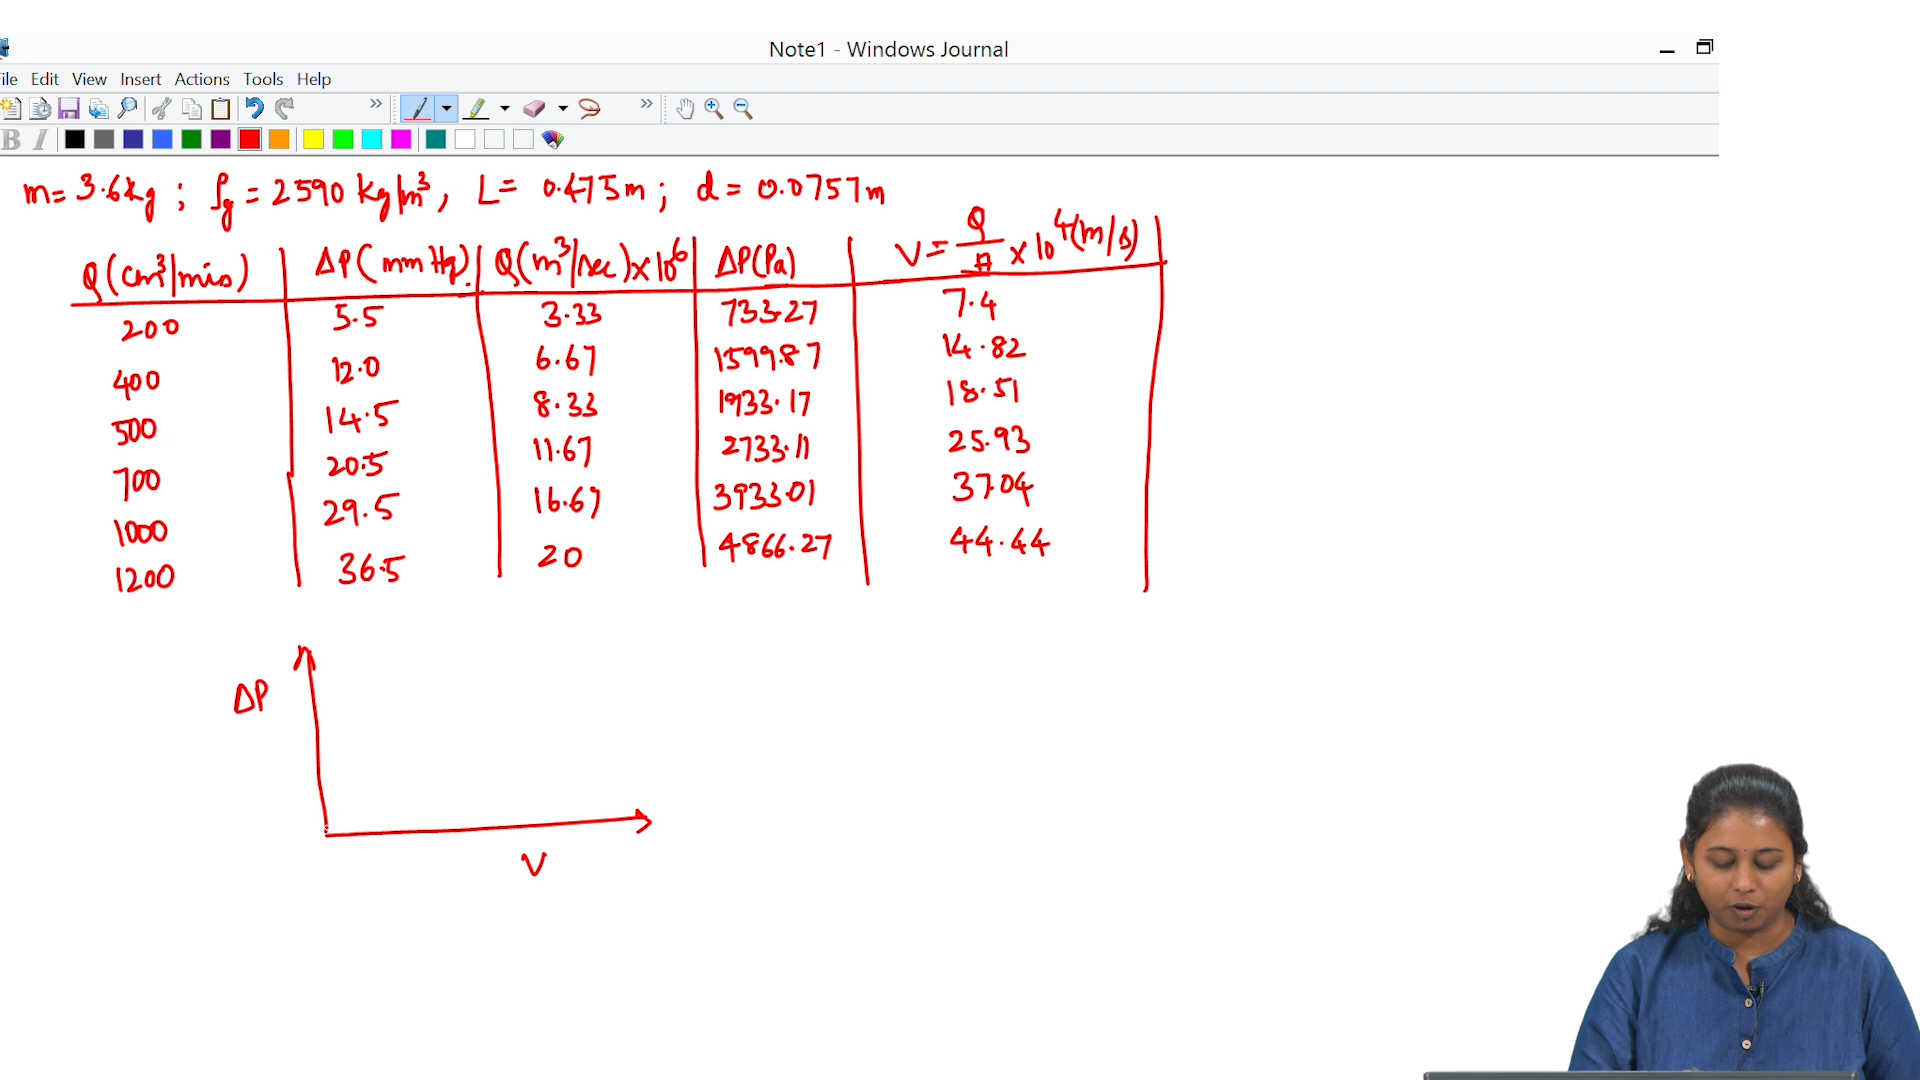 Note1 - Windows Journal
ile Edit View Insert Actions Tools Help
B I
m = 3.6kg ; ρg = 2590 kg/m³, L = 0.475m ; d = 0.0757m
Q (cm³/min) ΔP (mm Hg) Q (m³/sec) x 10⁶ ΔP (Pa) V = Q/A x 10⁴ (m/s)
200 5.5 3.33 733.27 7.4
400 12.0 6.67 1599.87 14.82
500 14.5 8.33 1933.17 18.51
700 20.5 11.67 2733.11 25.93
1000 29.5 16.67 3933.01 37.04
1200 36.5 20 4866.27 44.44
ΔP
V